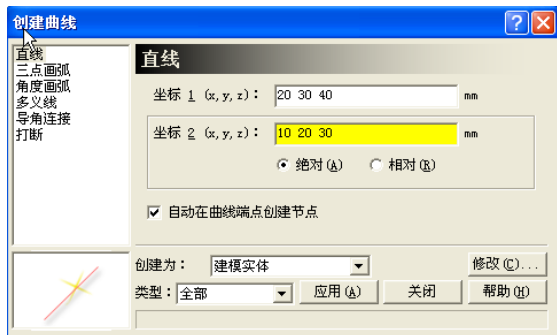 创建曲线
直线
三点画弧
角度画弧
多义线
导角连接
打断
直线
坐标 1 (x,y,z)： 20 30 40 mm
坐标 2 (x,y,z)： 10 20 30 mm
绝对(A) 相对(R)
自动在曲线端点创建节点
创建为： 建模实体 修改(C)...
类型：全部 应用(A) 关闭 帮助(H)